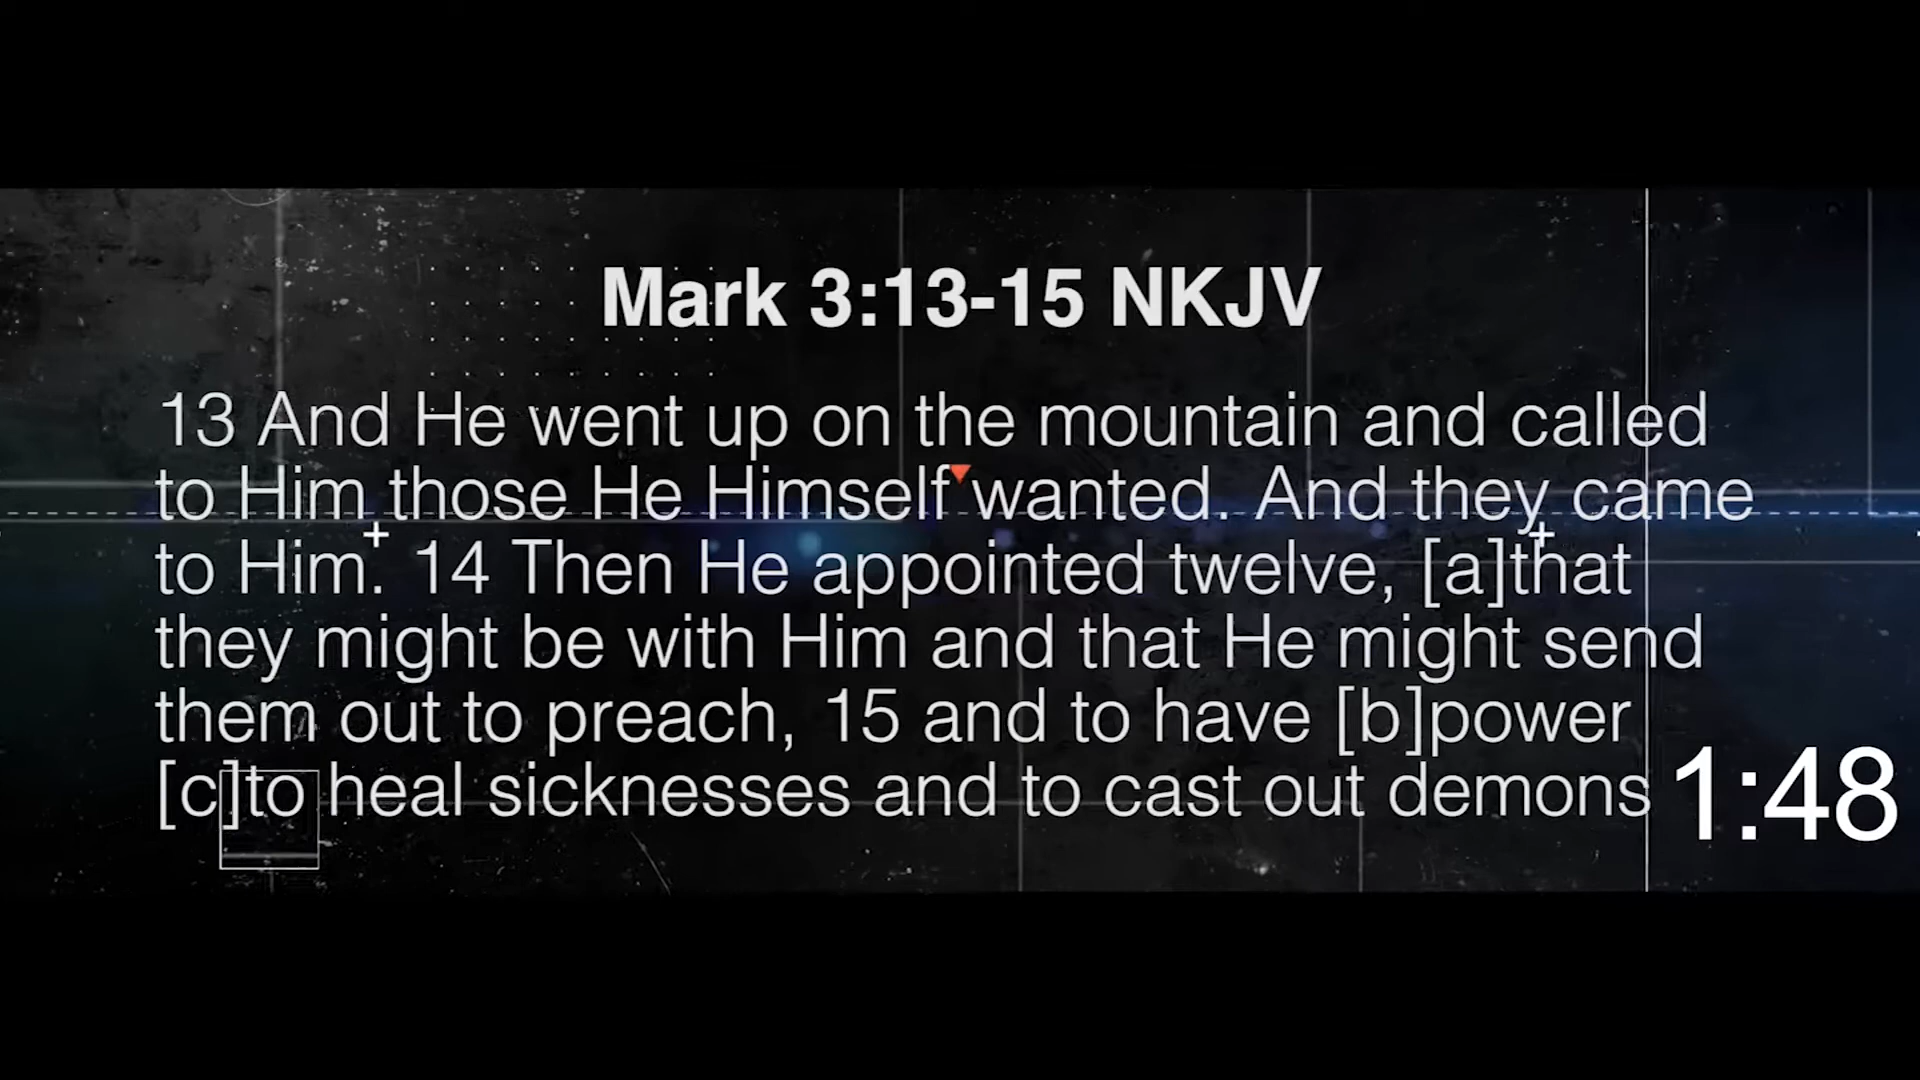 Mark 3:13-15 NKJV
13 And He went up on the mountain and called
to Him those He Himself wanted. And they came
to Him. 14 Then He appointed twelve, [a]that
they might be with Him and that He might send
them out to preach, 15 and to have [b]power
[c]to heal sicknesses and to cast out demons
1:48